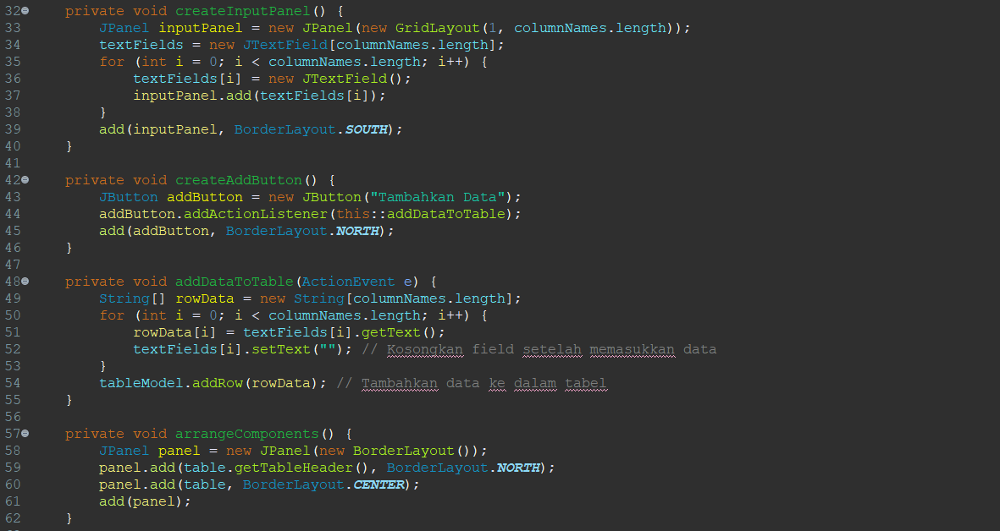 32    private void createInputPanel() {
33        JPanel inputPanel = new JPanel(new GridLayout(1, columnNames.length));
34        textFields = new JTextField[columnNames.length];
35        for (int i = 0; i < columnNames.length; i++) {
36            textFields[i] = new JTextField();
37            inputPanel.add(textFields[i]);
38        }
39        add(inputPanel, BorderLayout.SOUTH);
40    }
41
42    private void createAddButton() {
43        JButton addButton = new JButton("Tambahkan Data");
44        addButton.addActionListener(this::addDataToTable);
45        add(addButton, BorderLayout.NORTH);
46    }
47
48    private void addDataToTable(ActionEvent e) {
49        String[] rowData = new String[columnNames.length];
50        for (int i = 0; i < columnNames.length; i++) {
51            rowData[i] = textFields[i].getText();
52            textFields[i].setText(""); // Kosongkan field setelah memasukkan data
53        }
54        tableModel.addRow(rowData); // Tambahkan data ke dalam tabel
55    }
56
57    private void arrangeComponents() {
58        JPanel panel = new JPanel(new BorderLayout());
59        panel.add(table.getTableHeader(), BorderLayout.NORTH);
60        panel.add(table, BorderLayout.CENTER);
61        add(panel);
62    }